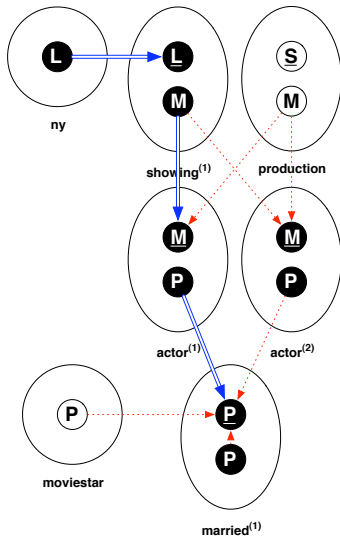 L L S
M M
ny
showing(1) production
M M
P P
actor(1) actor(2)
P P
moviestar
P
married(1)